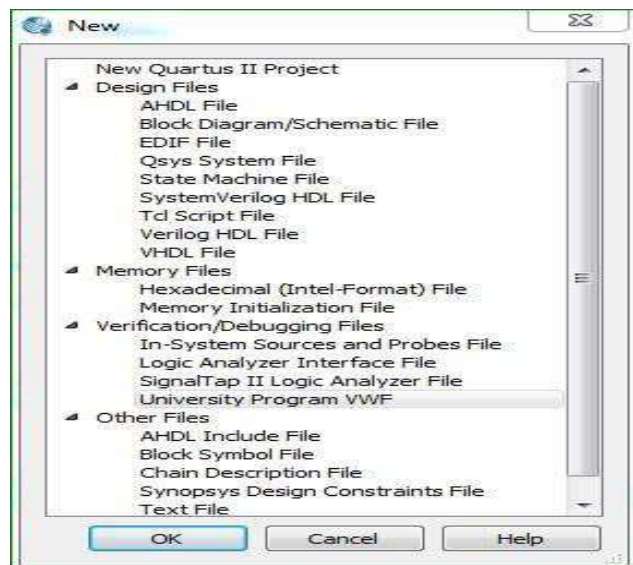 New
New Quartus II Project
Design Files
AHDL File
Block Diagram/Schematic File
EDIF File
Qsys System File
State Machine File
SystemVerilog HDL File
Tcl Script File
Verilog HDL File
VHDL File
Memory Files
Hexadecimal (Intel-Format) File
Memory Initialization File
Verification/Debugging Files
In-System Sources and Probes File
Logic Analyzer Interface File
SignalTap II Logic Analyzer File
University Program VWF
Other Files
AHDL Include File
Block Symbol File
Chain Description File
Synopsys Design Constraints File
Text File
OK Cancel Help